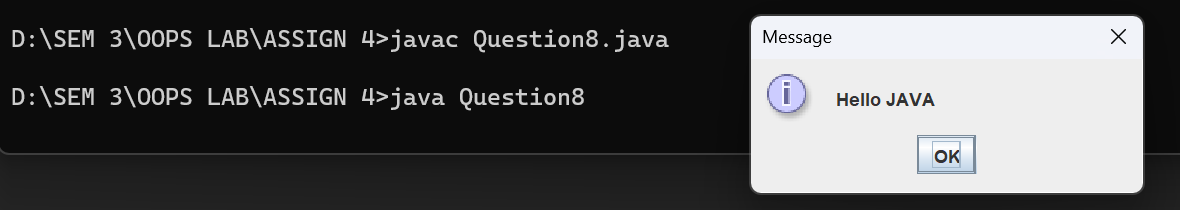 D:\SEM 3\OOPS LAB\ASSIGN 4>javac Question8.java
D:\SEM 3\OOPS LAB\ASSIGN 4>java Question8
Message
i
Hello JAVA
OK